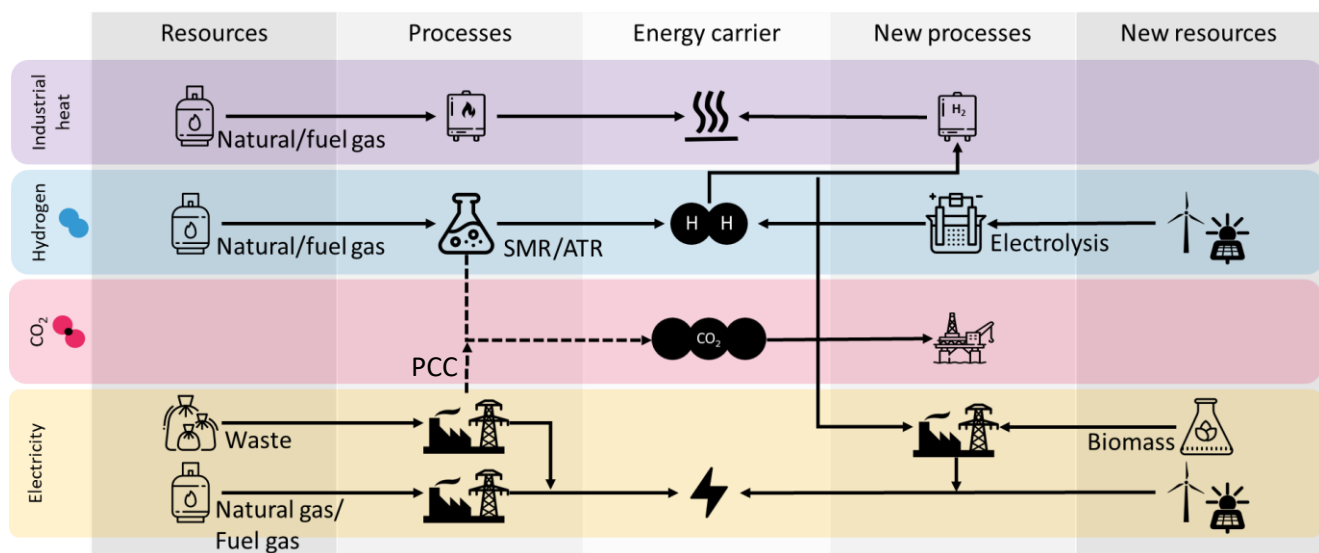 Resources
Processes
Energy carrier
New processes
New resources
Industrial
heat
Natural/fuel gas
H₂
Hydrogen
Natural/fuel gas
SMR/ATR
H H
+ −
Electrolysis
CO₂
PCC
CO₂
Electricity
Waste
Biomass
Natural gas/
Fuel gas